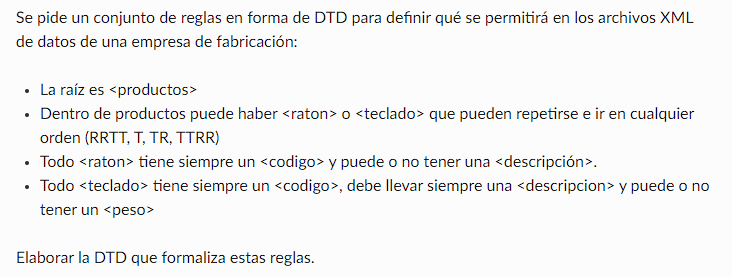 Se pide un conjunto de reglas en forma de DTD para definir qué se permitirá en los archivos XML
de datos de una empresa de fabricación:
• La raíz es <productos>
• Dentro de productos puede haber <raton> o <teclado> que pueden repetirse e ir en cualquier
orden (RRTT, T, TR, TTRR)
• Todo <raton> tiene siempre un <codigo> y puede o no tener una <descripción>.
• Todo <teclado> tiene siempre un <codigo>, debe llevar siempre una <descripcion> y puede o no
tener un <peso>
Elaborar la DTD que formaliza estas reglas.